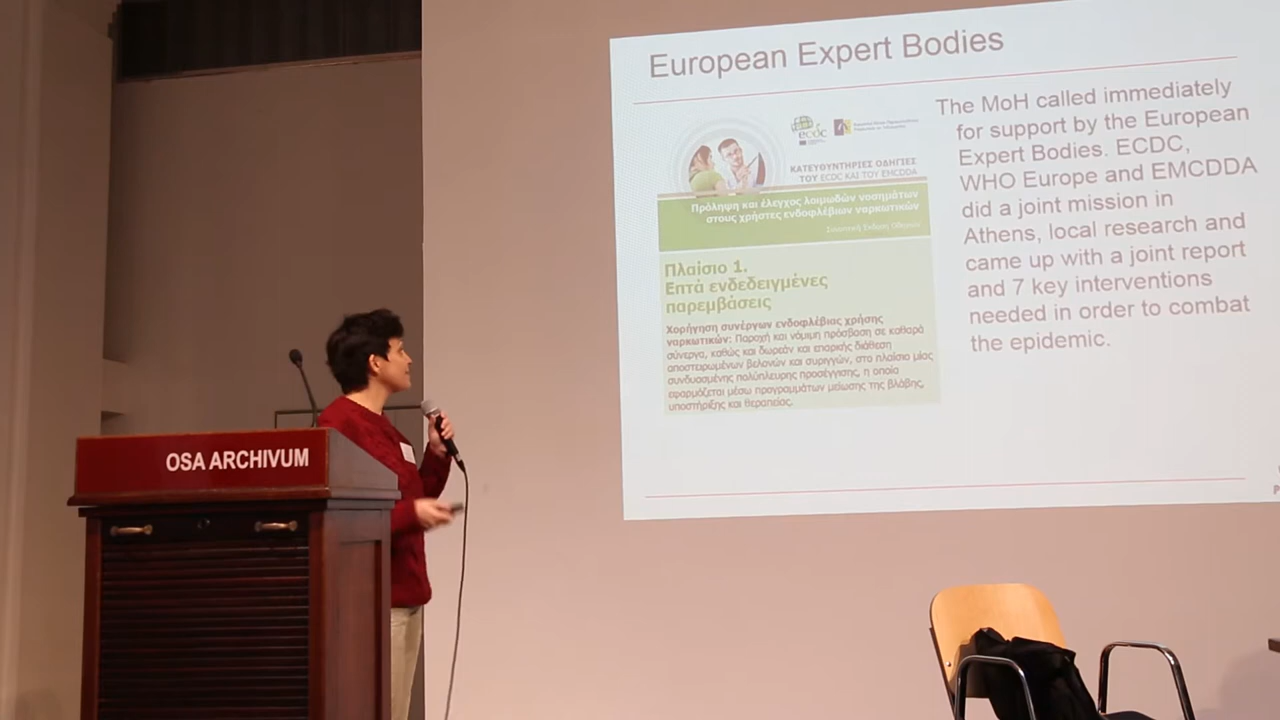 European Expert Bodies
ecdc
ΚΑΤΕΥΘΥΝΤΗΡΙΕΣ ΟΔΗΓΙΕΣ
ΤΟΥ ECDC ΚΑΙ ΤΟΥ EMCDDA
Πρόληψη και έλεγχος λοιμωδών νοσημάτων
στους χρήστες ενδοφλέβιων ναρκωτικών
Συνοπτική Έκδοση Οδηγιών
Πλαίσιο 1.
Επτά ενδεδειγμένες
παρεμβάσεις
Χορήγηση συνέργων ενδοφλέβιας χρήσης
ναρκωτικών: Παροχή και νόμιμη πρόσβαση σε καθαρά
σύνεργα, καθώς και δωρεάν και επαρκής διάθεση
αποστειρωμένων βελονών και συριγγών, στο πλαίσιο μίας
συνδυασμένης πολύπλευρης προσέγγισης, η οποία
εφαρμόζεται μέσω προγραμμάτων μείωσης της βλάβης,
υποστήριξης και θεραπείας.
The MoH called immediately
for support by the European
Expert Bodies. ECDC,
WHO Europe and EMCDDA
did a joint mission in
Athens, local research and
came up with a joint report
and 7 key interventions
needed in order to combat
the epidemic.
OSA ARCHIVUM